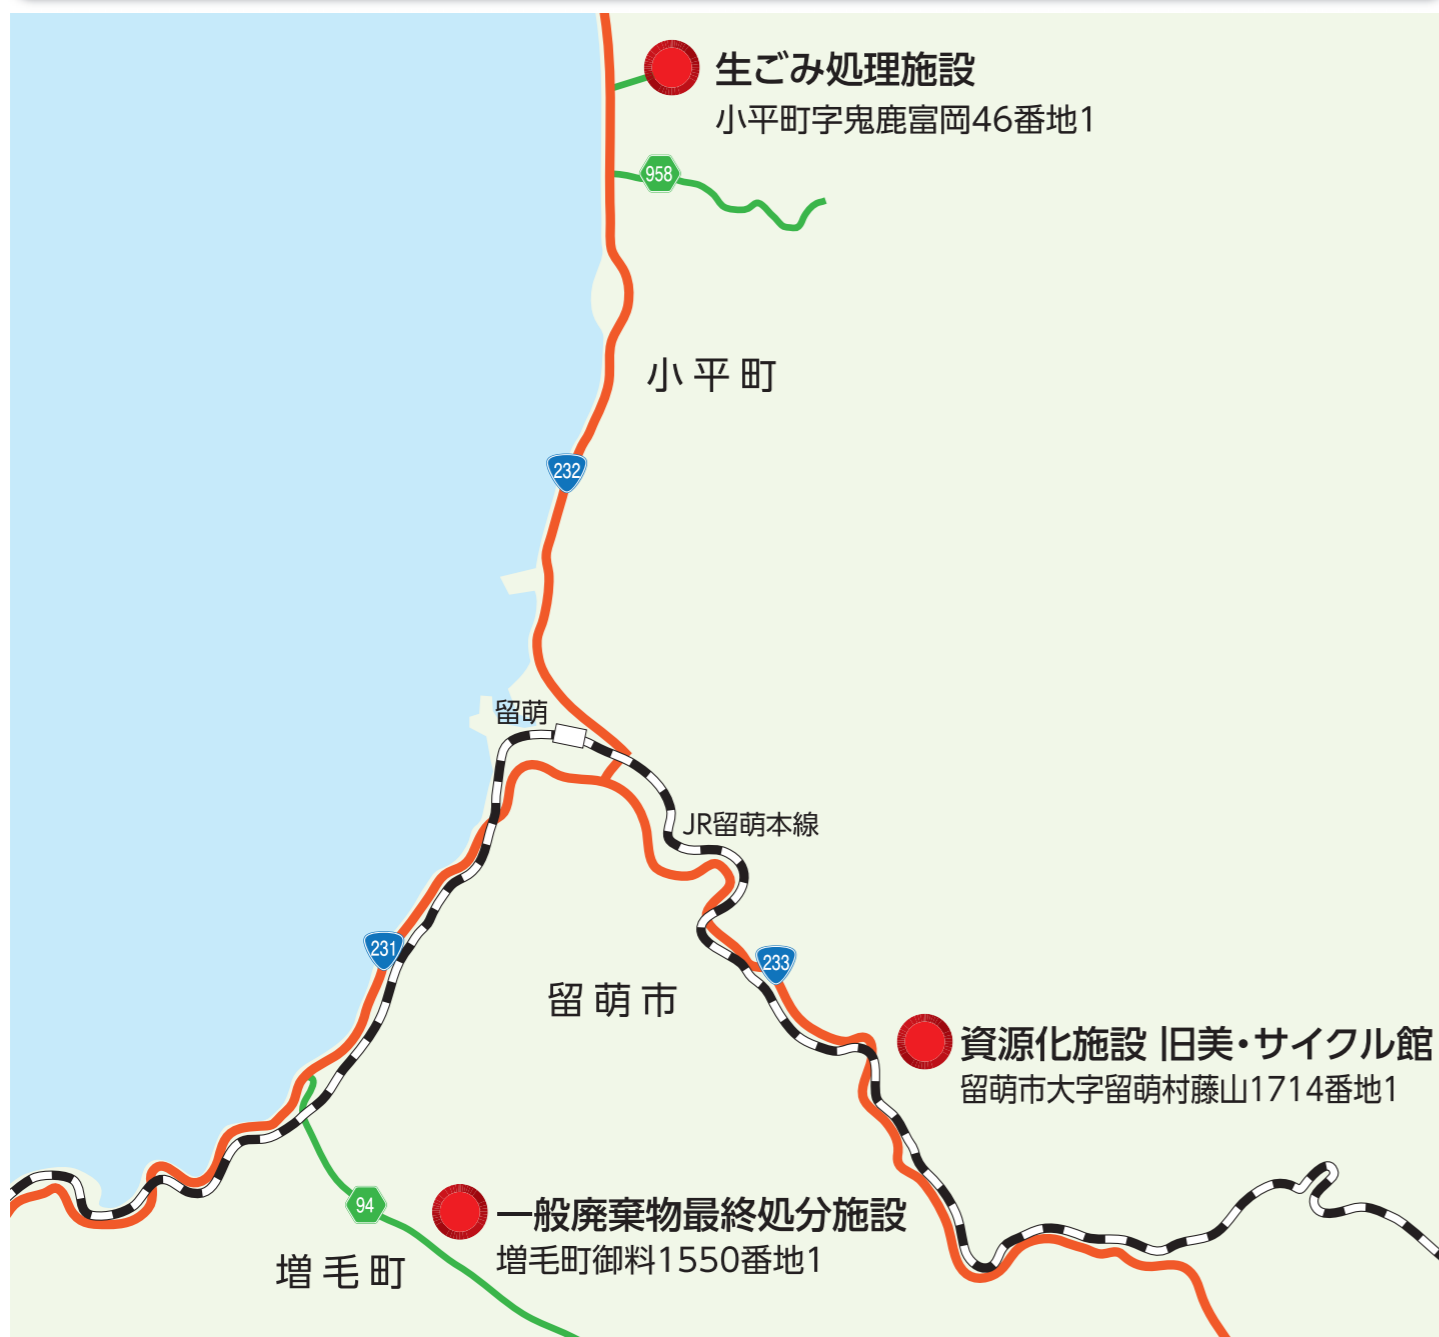 生ごみ処理施設
小平町字鬼鹿富岡46番地1
958
小平町
232
留萌
JR留萌本線
231
233
留萌市
資源化施設 旧美・サイクル館
留萌市大字留萌村藤山1714番地1
94
一般廃棄物最終処分施設
増毛町御料1550番地1
増毛町